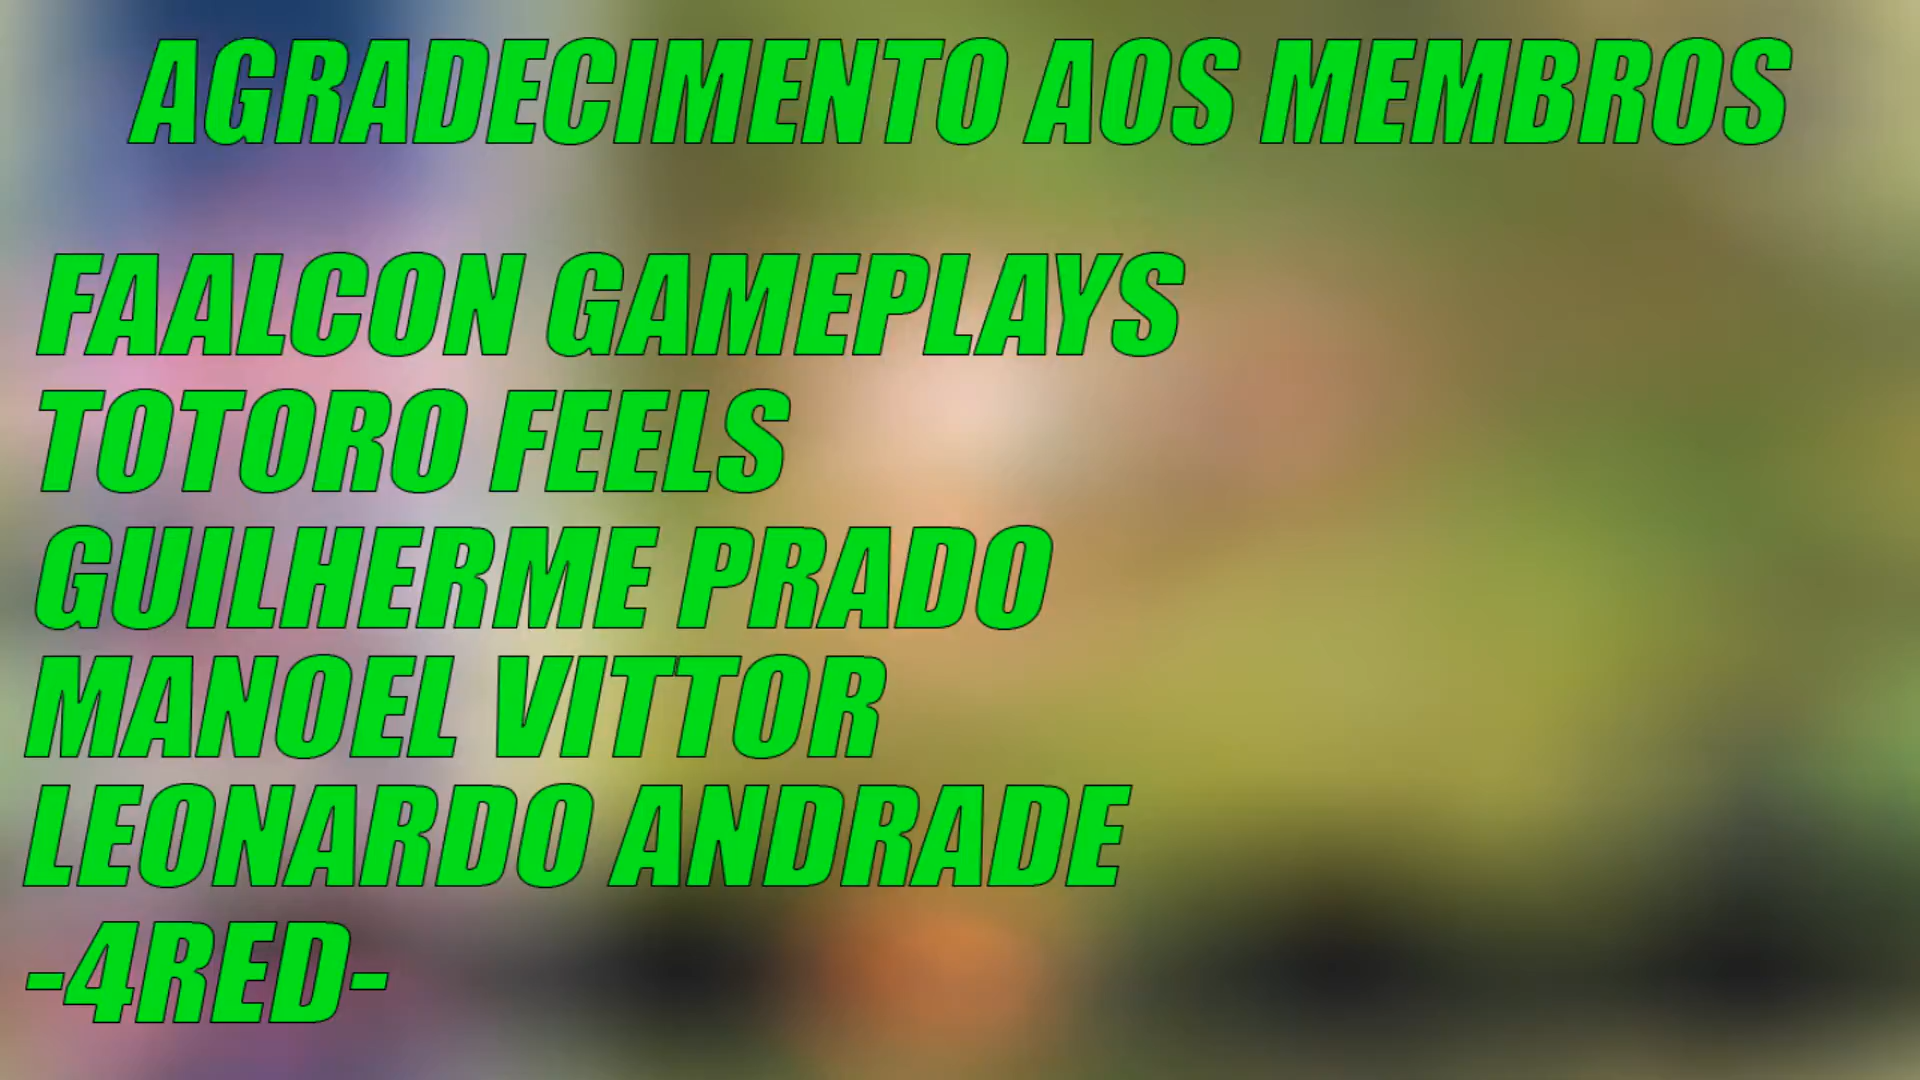 AGRADECIMENTO AOS MEMBROS
FAALCON GAMEPLAYS
TOTORO FEELS
GUILHERME PRADO
MANOEL VITTOR
LEONARDO ANDRADE
-4RED-